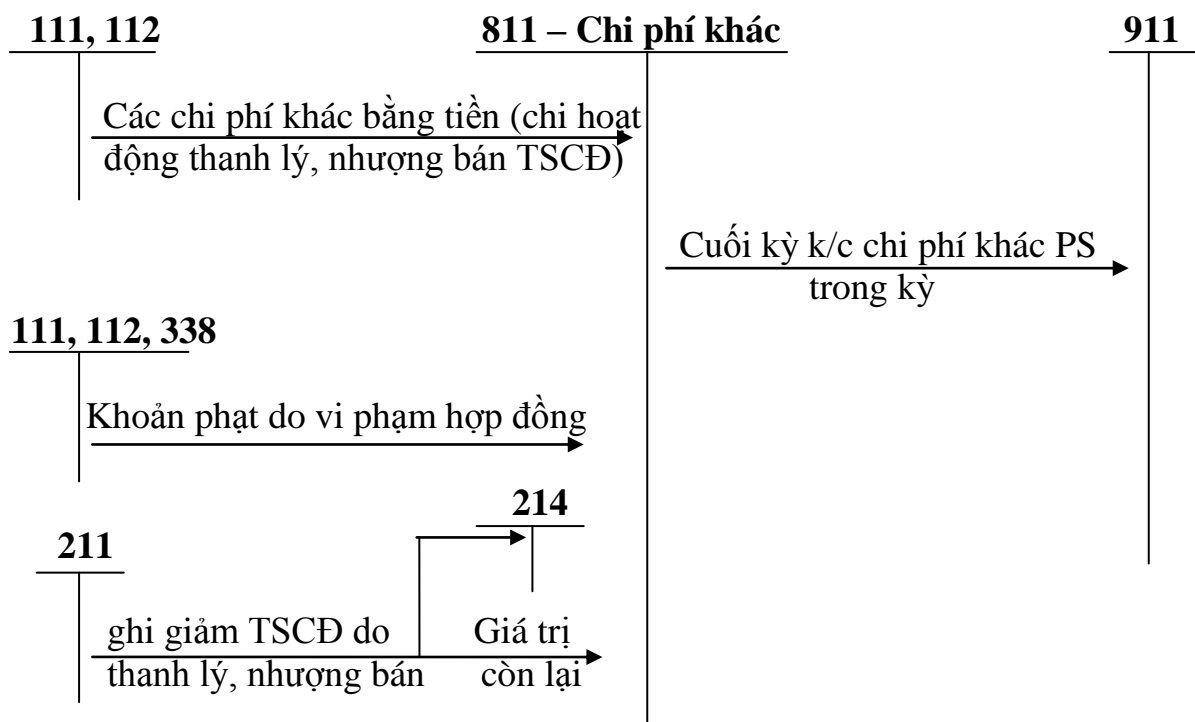 111, 112
811 – Chi phí khác
911
Các chi phí khác bằng tiền (chi hoạt
động thanh lý, nhượng bán TSCĐ)
Cuối kỳ k/c chi phí khác PS
trong kỳ
111, 112, 338
Khoản phạt do vi phạm hợp đồng
214
211
ghi giảm TSCĐ do
thanh lý, nhượng bán
Giá trị
còn lại